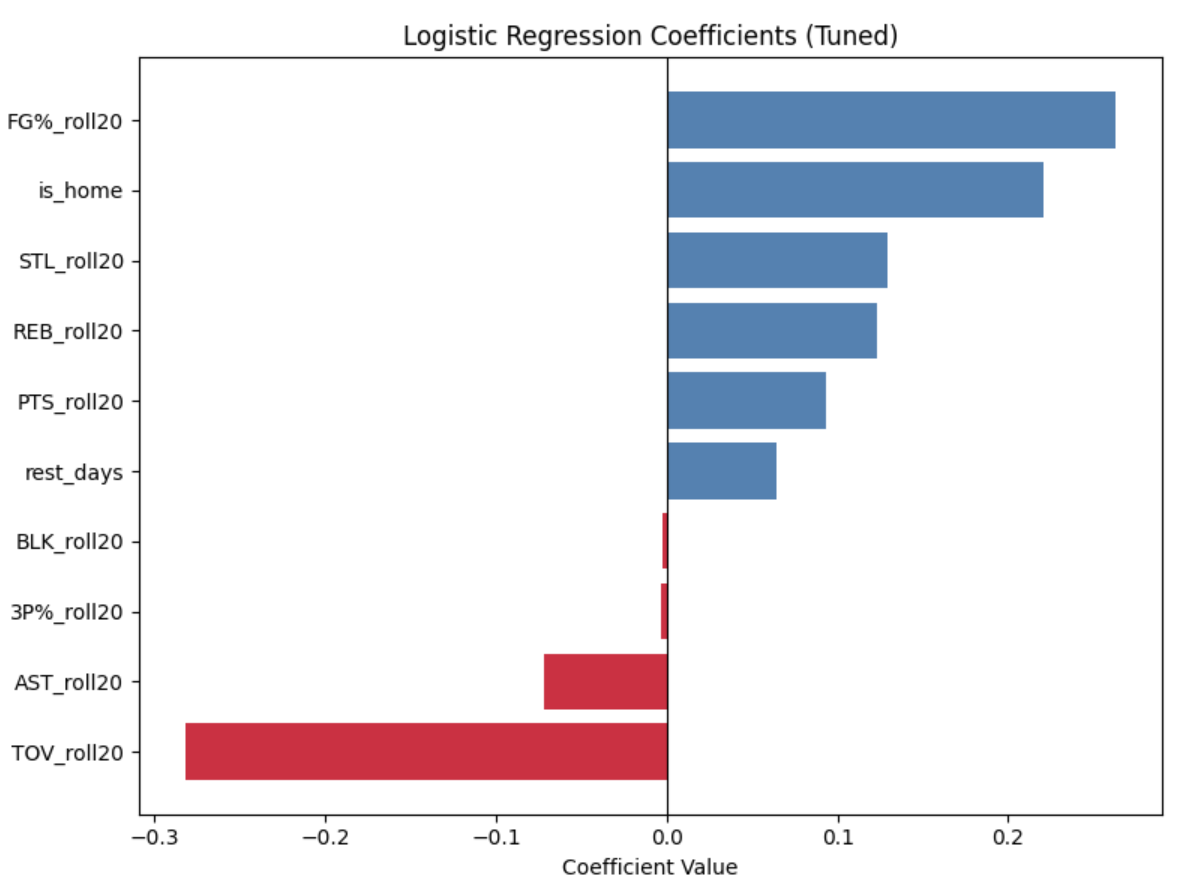 Logistic Regression Coefficients (Tuned)
FG%_roll20
is_home
STL_roll20
REB_roll20
PTS_roll20
rest_days
BLK_roll20
3P%_roll20
AST_roll20
TOV_roll20
−0.3 −0.2 −0.1 0.0 0.1 0.2
Coefficient Value